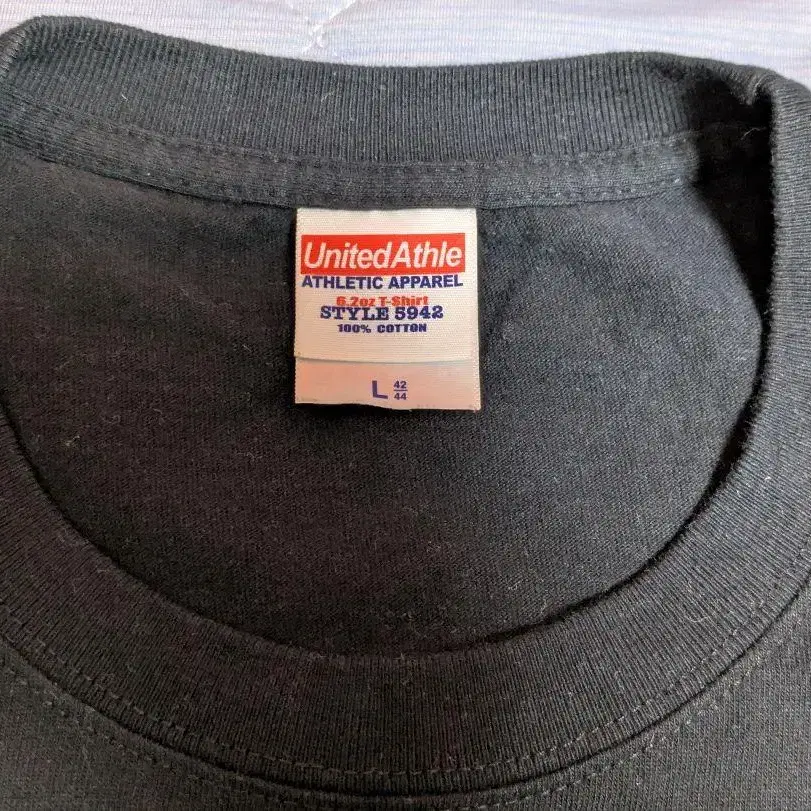 UnitedAthle
ATHLETIC APPAREL
6.2oz T-Shirt
STYLE 5942
100% COTTON
L 42/44